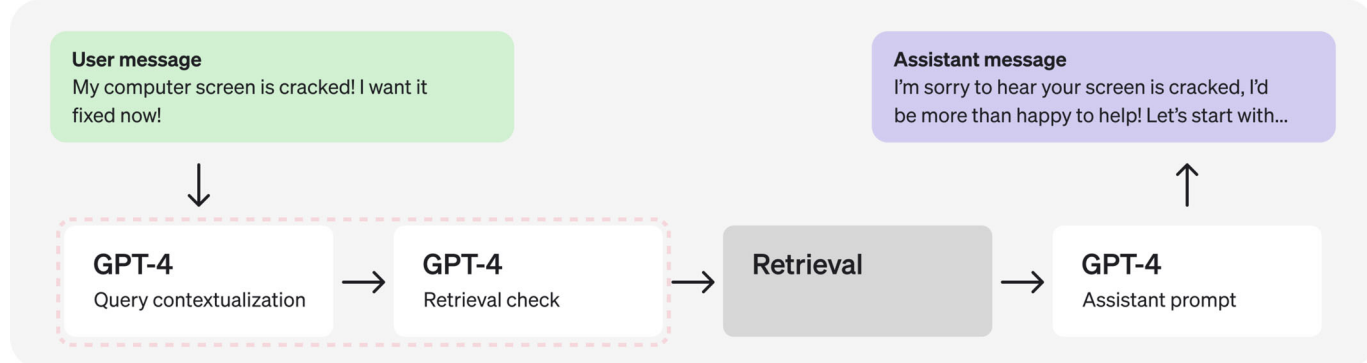 User message
My computer screen is cracked! I want it
fixed now!
Assistant message
I’m sorry to hear your screen is cracked, I’d
be more than happy to help! Let’s start with...
GPT-4
Query contextualization
GPT-4
Retrieval check
Retrieval
GPT-4
Assistant prompt